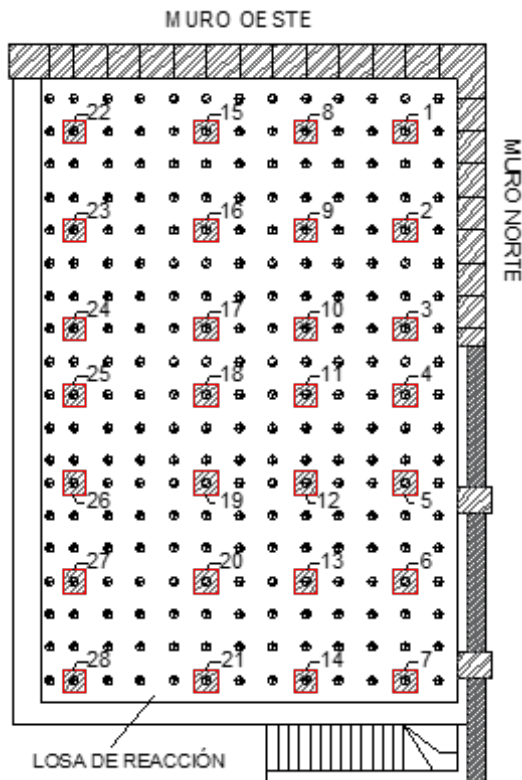 MURO OESTE
MURO NORTE
22 15 8 1
23 16 9 2
24 17 10 3
25 18 11 4
26 19 12 5
27 20 13 6
28 21 14 7
LOSA DE REACCIÓN